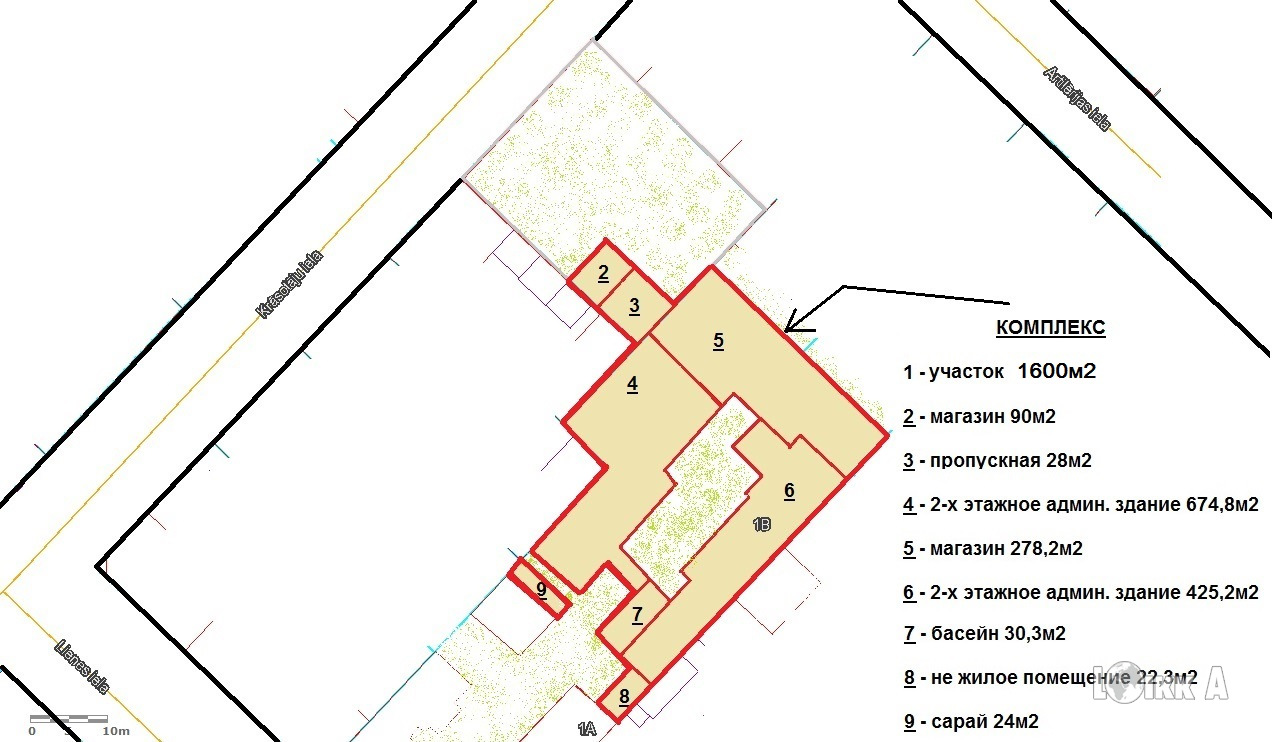 Artilērijas iela
Krāsotāju iela
2
3
5
4
6
1B
9
7
8
1A
Lienes iela
0
10m
КОМПЛЕКС
1 - участок 1600м2
2 - магазин 90м2
3 - пропускная 28м2
4 - 2-х этажное админ. здание 674,8м2
5 - магазин 278,2м2
6 - 2-х этажное админ. здание 425,2м2
7 - басейн 30,3м2
8 - не жилое помещение 22,3м2
9 - сарай 24м2